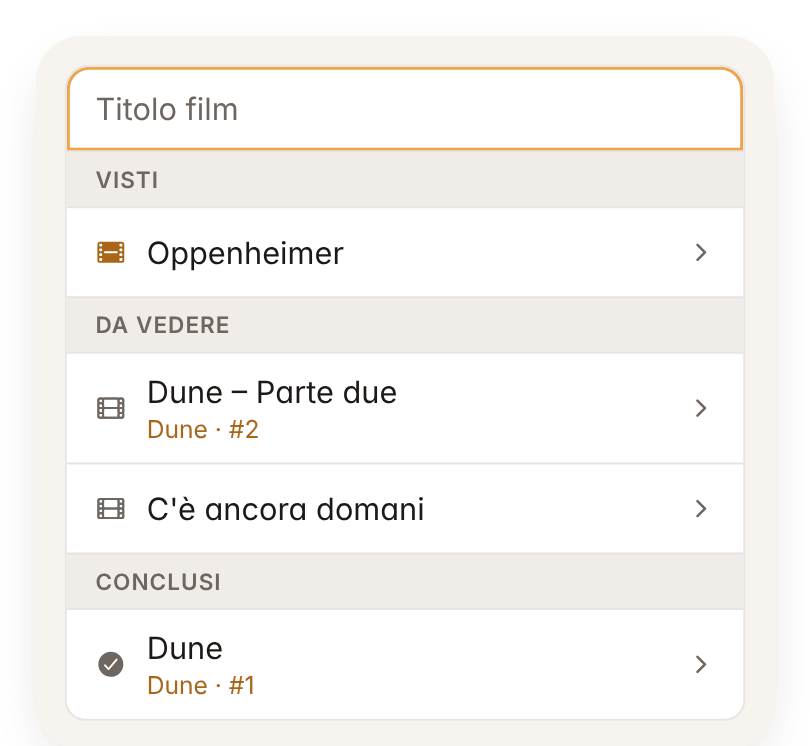 Titolo film
VISTI
Oppenheimer
DA VEDERE
Dune – Parte due
Dune · #2
C'è ancora domani
CONCLUSI
Dune
Dune · #1